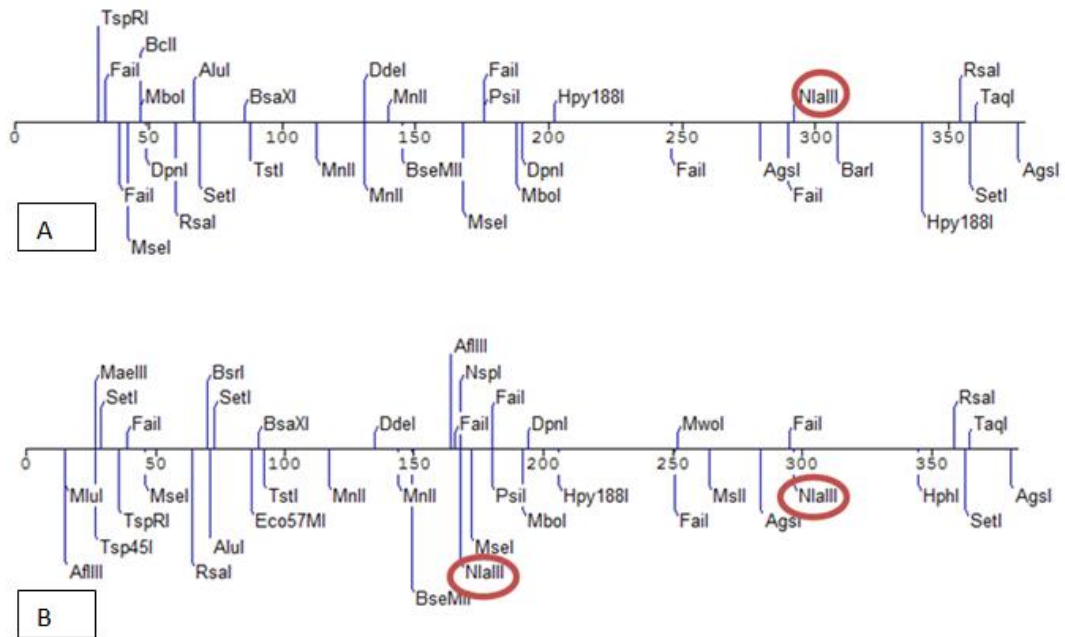 TspRI
BclI
FaiI AluI DdeI FaiI RsaI
MboI BsaXI MnlI PsiI Hpy188I NlaIII TaqI
0 50 100 150 200 250 300 350
DpnI TstI MnlI BseMII DpnI FaiI AgsI BarI AgsI
FaiI SetI MnlI MboI FaiI SetI
RsaI MseI Hpy188I
A
MseI
AflIII
MaeIII BsrI NspI
SetI SetI FaiI RsaI
FaiI BsaXI DdeI FaiI DpnI MwoI FaiI TaqI
0 50 100 150 200 250 300 350
MluI MseI TstI MnlI MnlI PsiI Hpy188I MslI NlaIII HphI AgsI
TspRI Eco57MI MboI FaiI AgsI SetI
Tsp45I AluI MseI
AflIII RsaI NlaIII
BseMII
B